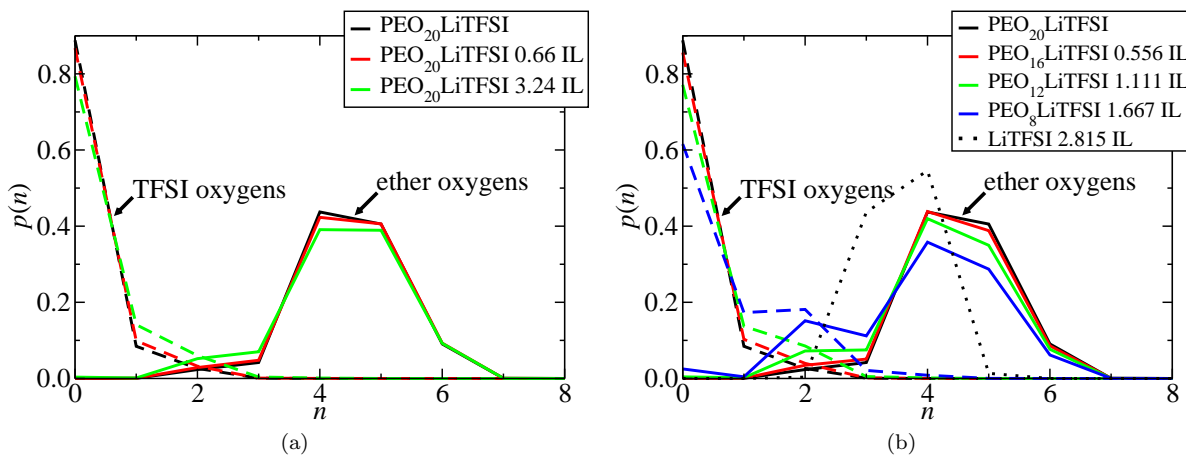 PEO20LiTFSI
PEO20LiTFSI 0.66 IL
PEO20LiTFSI 3.24 IL
TFSI oxygens
ether oxygens
p(n)
0.8
0.6
0.4
0.2
0.0
0 2 4 6 8
n
(a)
PEO20LiTFSI
PEO16LiTFSI 0.556 IL
PEO12LiTFSI 1.111 IL
PEO8LiTFSI 1.667 IL
LiTFSI 2.815 IL
TFSI oxygens
ether oxygens
p(n)
0.8
0.6
0.4
0.2
0.0
0 2 4 6 8
n
(b)